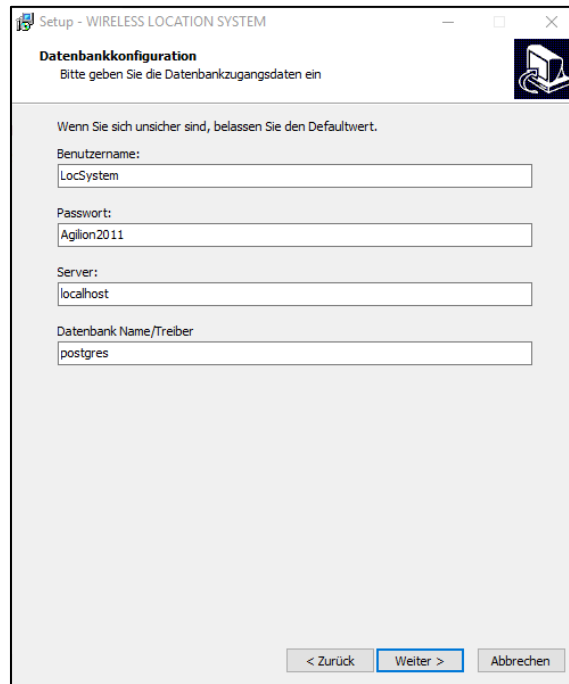 Setup - WIRELESS LOCATION SYSTEM
Datenbankkonfiguration
Bitte geben Sie die Datenbankzugangsdaten ein
Wenn Sie sich unsicher sind, belassen Sie den Defaultwert.
Benutzername:
LocSystem
Passwort:
Agilion2011
Server:
localhost
Datenbank Name/Treiber
postgres
< Zurück Weiter > Abbrechen